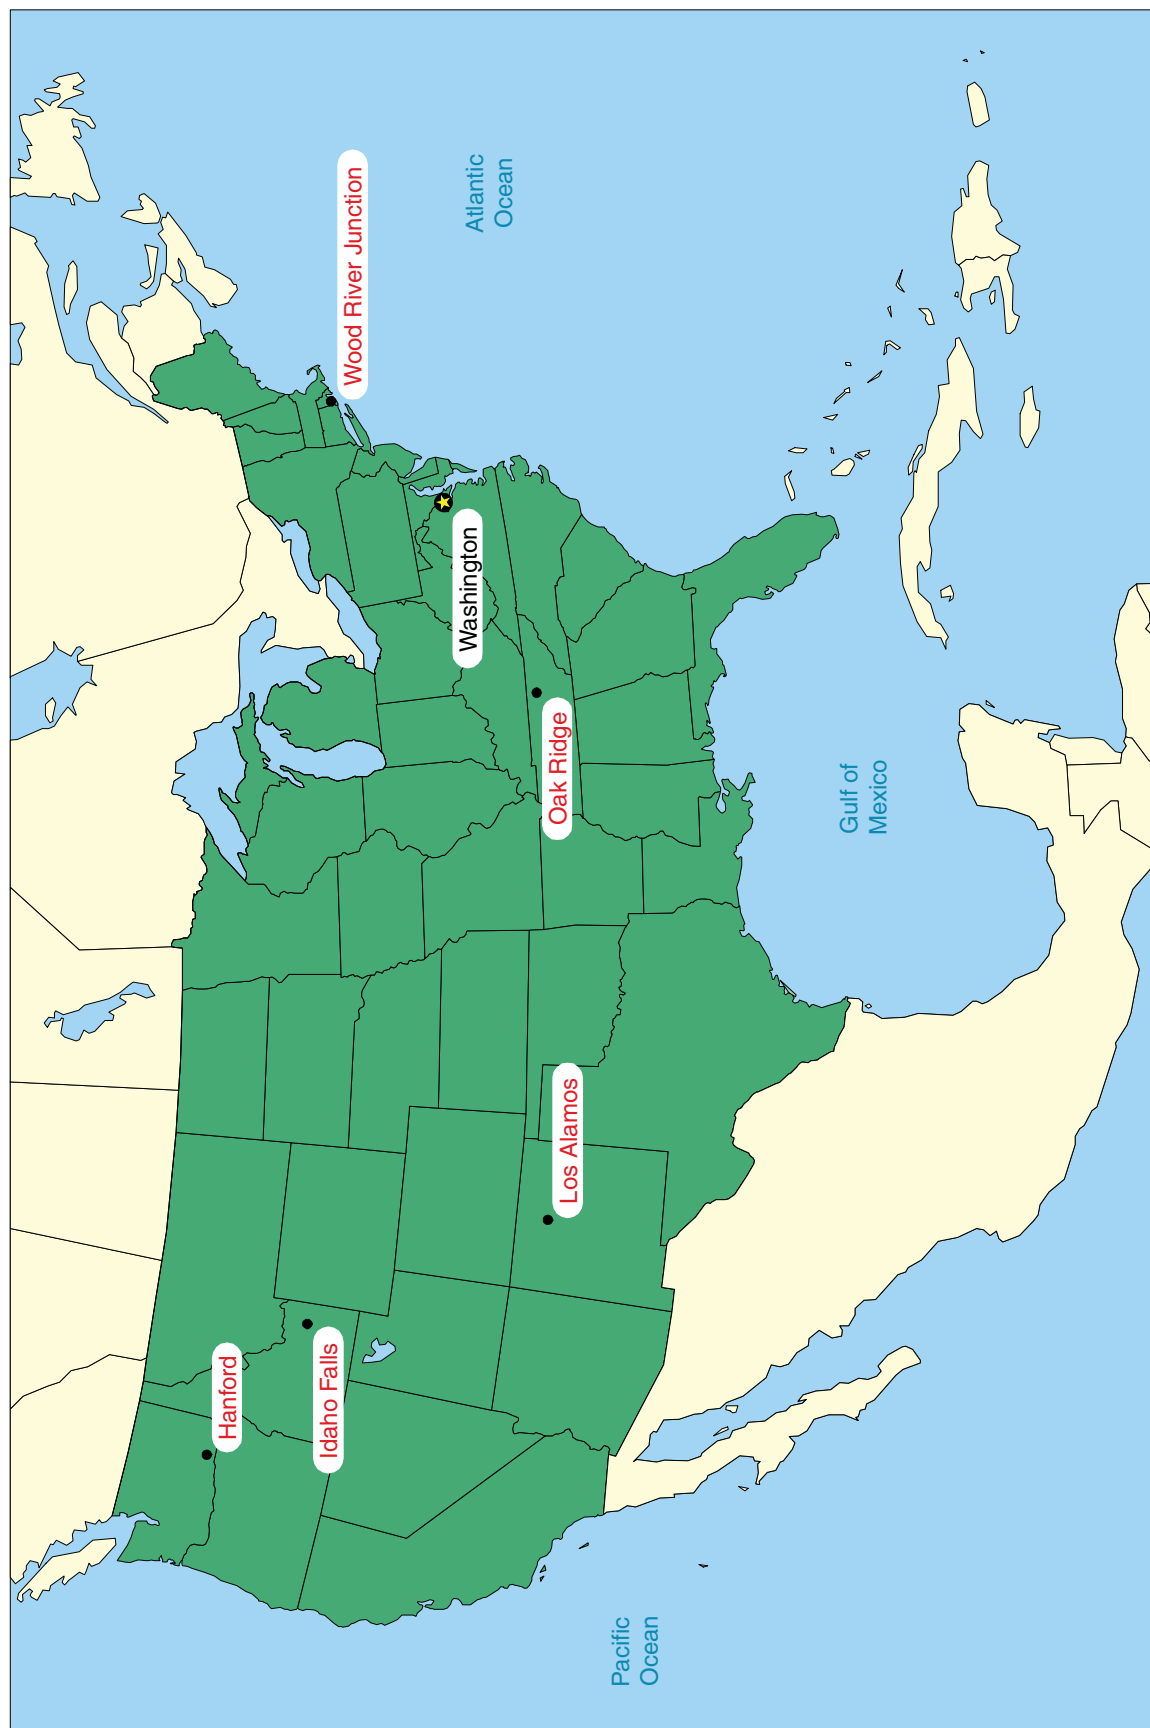 Hanford
Idaho Falls
Wood River Junction
Washington
Atlantic
Ocean
Los Alamos
Oak Ridge
Pacific
Ocean
Gulf of
Mexico